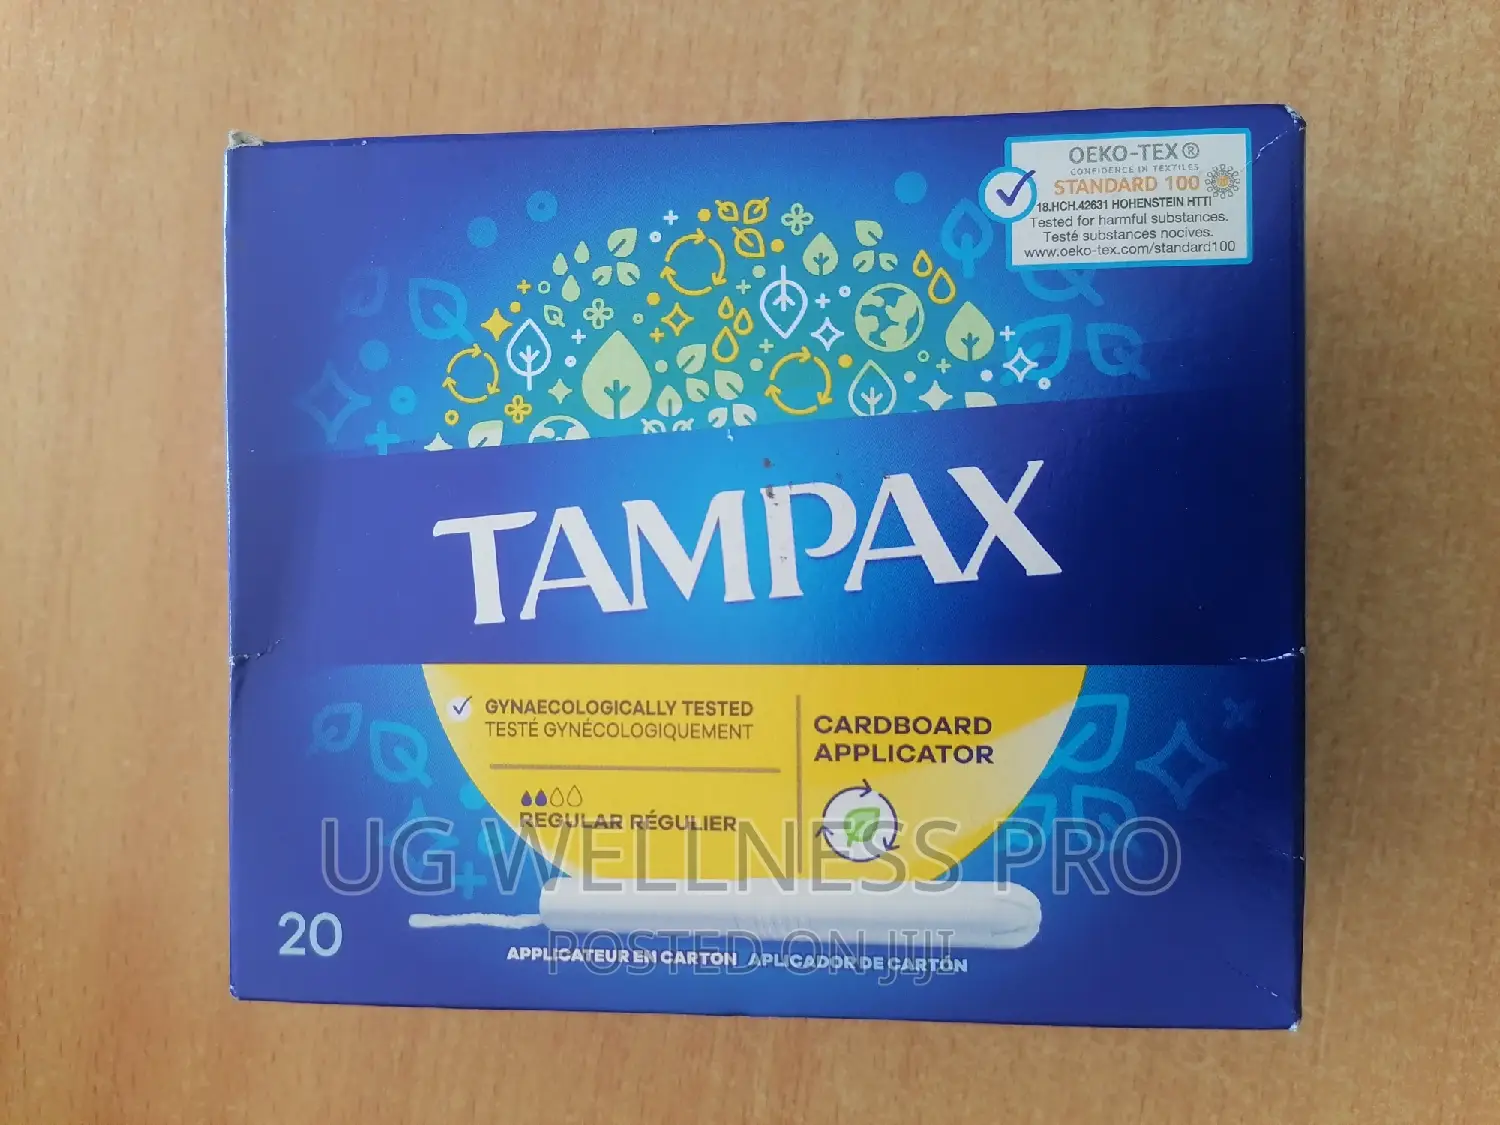 OEKO-TEX®
CONFIDENCE IN TEXTILES
STANDARD 100
18.HCH.42631 HOHENSTEIN HTTI
Tested for harmful substances.
Testé substances nocives.
www.oeko-tex.com/standard100
TAMPAX
GYNAECOLOGICALLY TESTED
TESTÉ GYNÉCOLOGIQUEMENT
CARDBOARD
APPLICATOR
REGULAR RÉGULIER
UG WELLNESS PRO
20
APPLICATEUR EN CARTON APLICADOR DE CARTÓN
POSTED ON JIJI